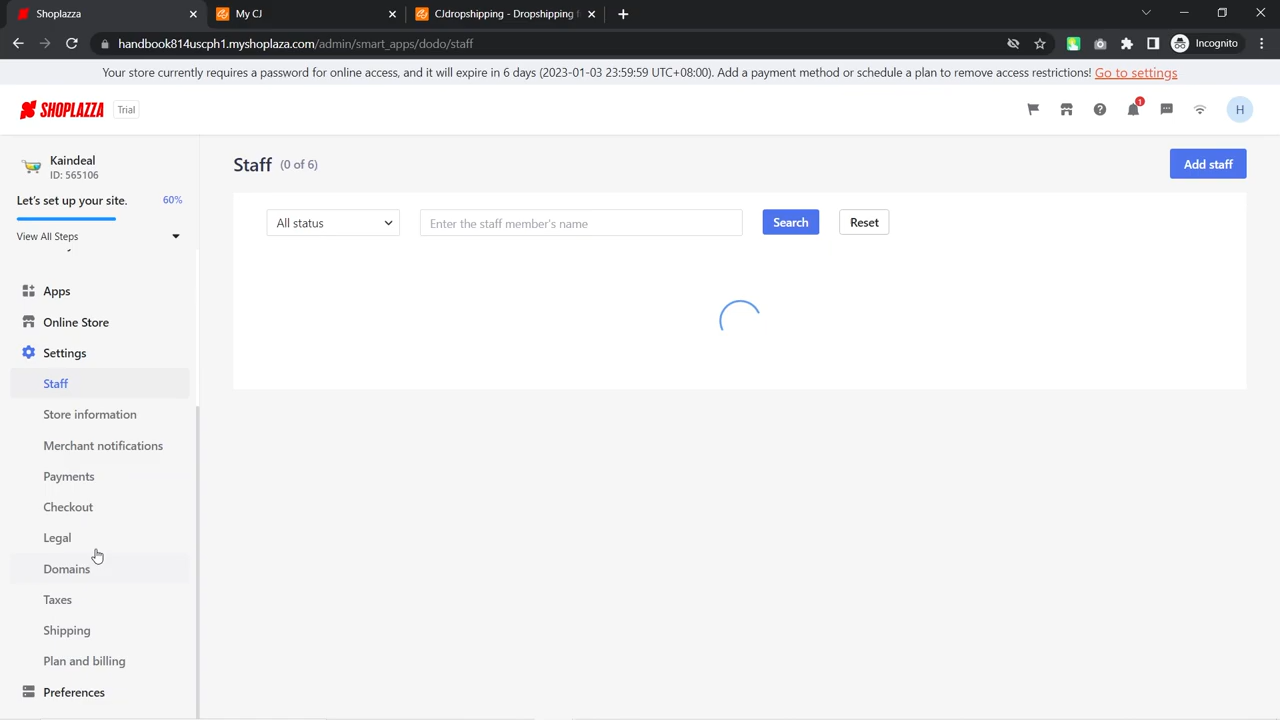 Shoplazza
My CJ
CJdropshipping - Dropshipping f
handbook814uscph1.myshoplaza.com/admin/smart_apps/dodo/staff
Incognito
Your store currently requires a password for online access, and it will expire in 6 days (2023-01-03 23:59:59 UTC+08:00). Add a payment method or schedule a plan to remove access restrictions! Go to settings
SHOPLAZZA
Trial
1
H
Kaindeal
ID: 565106
Let's set up your site. 60%
View All Steps
Apps
Online Store
Settings
Staff
Store information
Merchant notifications
Payments
Checkout
Legal
Domains
Taxes
Shipping
Plan and billing
Preferences
Staff (0 of 6)
Add staff
All status
Enter the staff member's name
Search
Reset